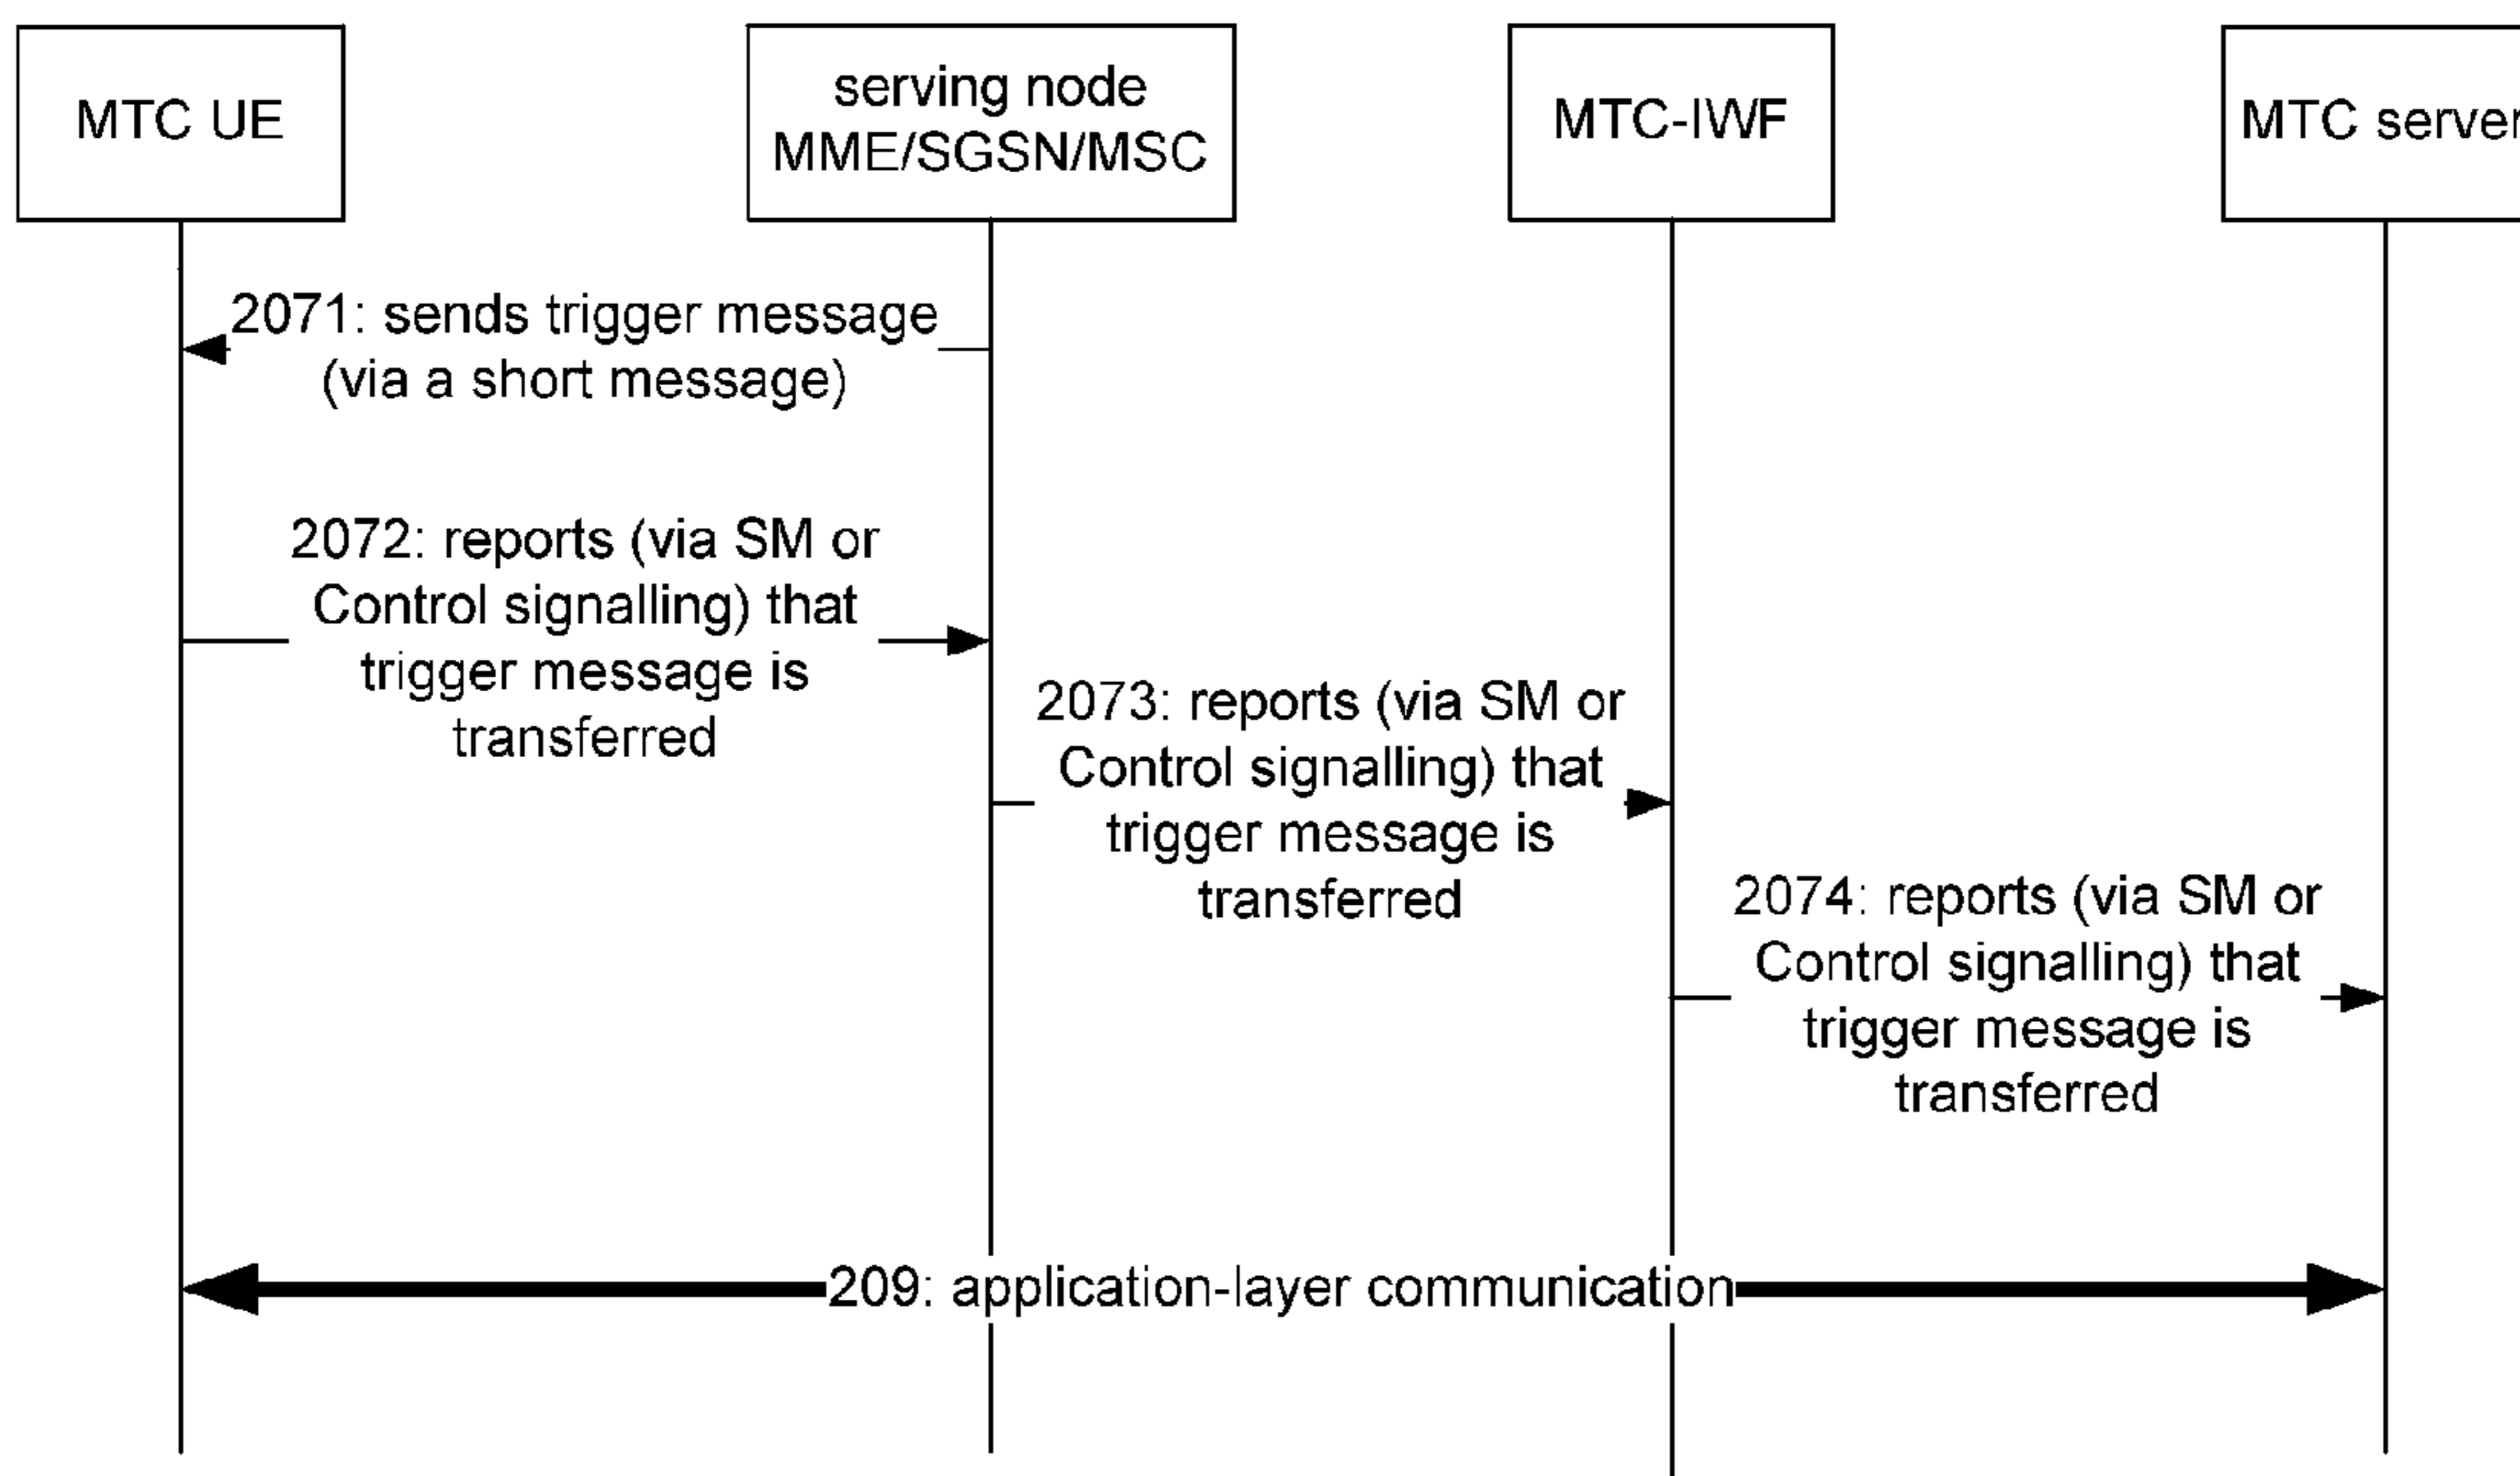 MTC UE
serving node
MME/SGSN/MSC
MTC-IWF
MTC server
2071: sends trigger message
(via a short message)
2072: reports (via SM or
Control signalling) that
trigger message is
transferred
2073: reports (via SM or
Control signalling) that
trigger message is
transferred
2074: reports (via SM or
Control signalling) that
trigger message is
transferred
209: application-layer communication